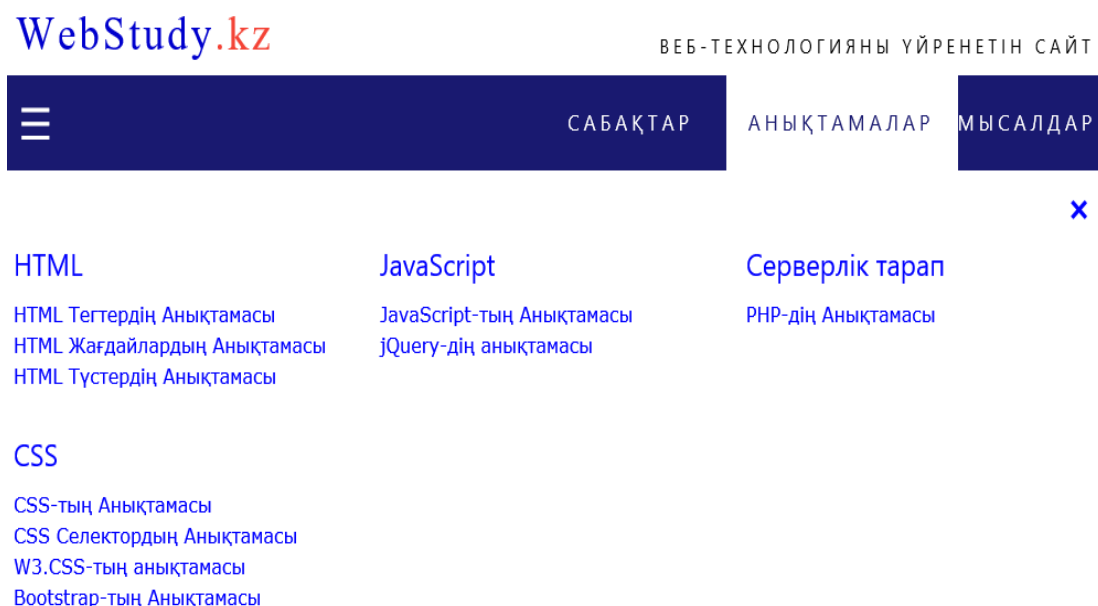 WebStudy.kz
ВЕБ-ТЕХНОЛОГИЯНЫ ҮЙРЕНЕТІН САЙТ
САБАҚТАР АНЫҚТАМАЛАР МЫСАЛДАР
HTML
HTML Тегтердің Анықтамасы
HTML Жағдайлардың Анықтамасы
HTML Түстердің Анықтамасы
CSS
CSS-тың Анықтамасы
CSS Селектордың Анықтамасы
W3.CSS-тың анықтамасы
Bootstrap-тын Анықтамасы
JavaScript
JavaScript-тың Анықтамасы
jQuery-дің анықтамасы
Серверлік тарап
PHP-дің Анықтамасы